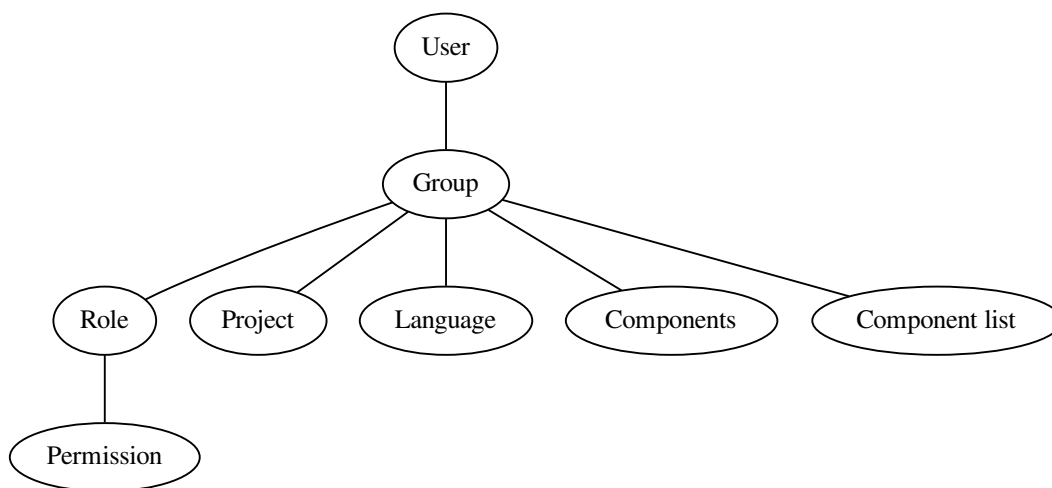 User
Group
Role
Project
Language
Components
Component list
Permission